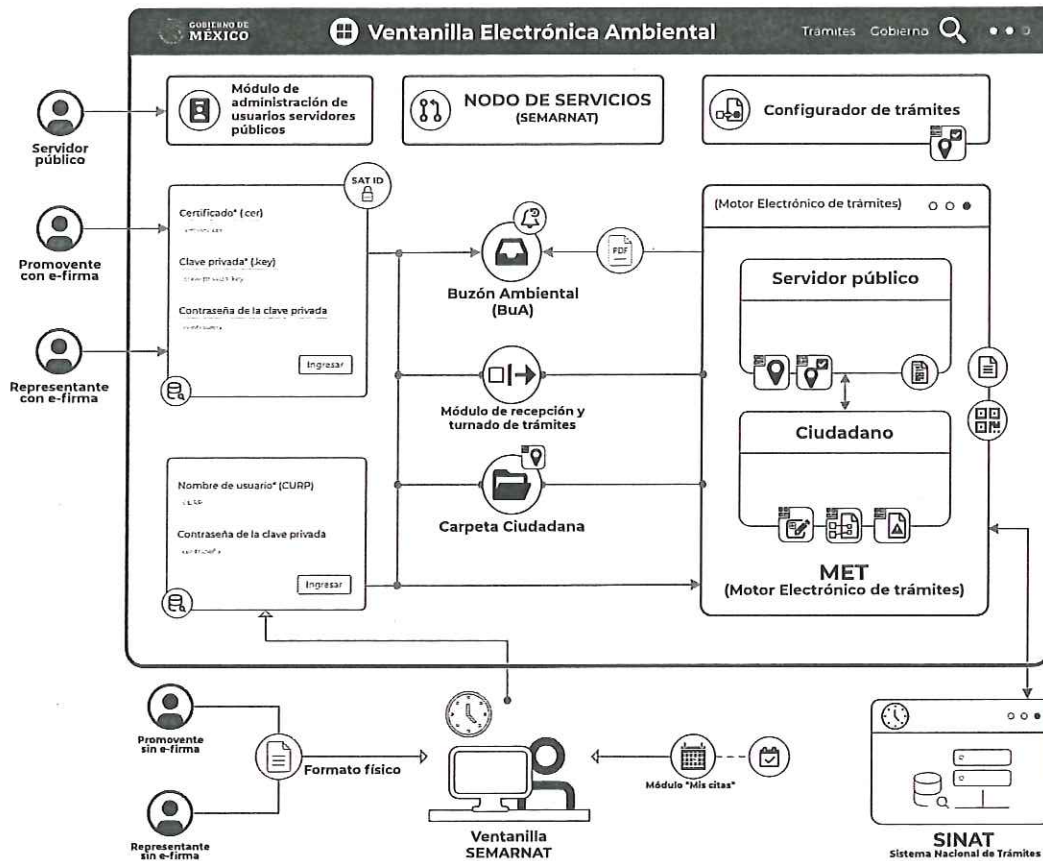 GOBIERNO DE
MÉXICO
Ventanilla Electrónica Ambiental
Trámites Gobierno
Módulo de
administración de
usuarios servidores
públicos
NODO DE SERVICIOS
(SEMARNAT)
Configurador de trámites
Servidor
público
SAT ID
Certificado* (.cer)
Promovente
con e-firma
Clave privada* (.key)
Contraseña de la clave privada
Ingresar
Representante
con e-firma
Buzón Ambiental
(BuA)
PDF
Módulo de recepción y
turnado de trámites
Carpeta Ciudadana
(Motor Electrónico de trámites)
Servidor público
Ciudadano
MET
(Motor Electrónico de trámites)
Nombre de usuario* (CURP)
Contraseña de la clave privada
Ingresar
Promovente
sin e-firma
Formato físico
Representante
sin e-firma
Ventanilla
SEMARNAT
Módulo "Mis citas"
SINAT
Sistema Nacional de Trámites